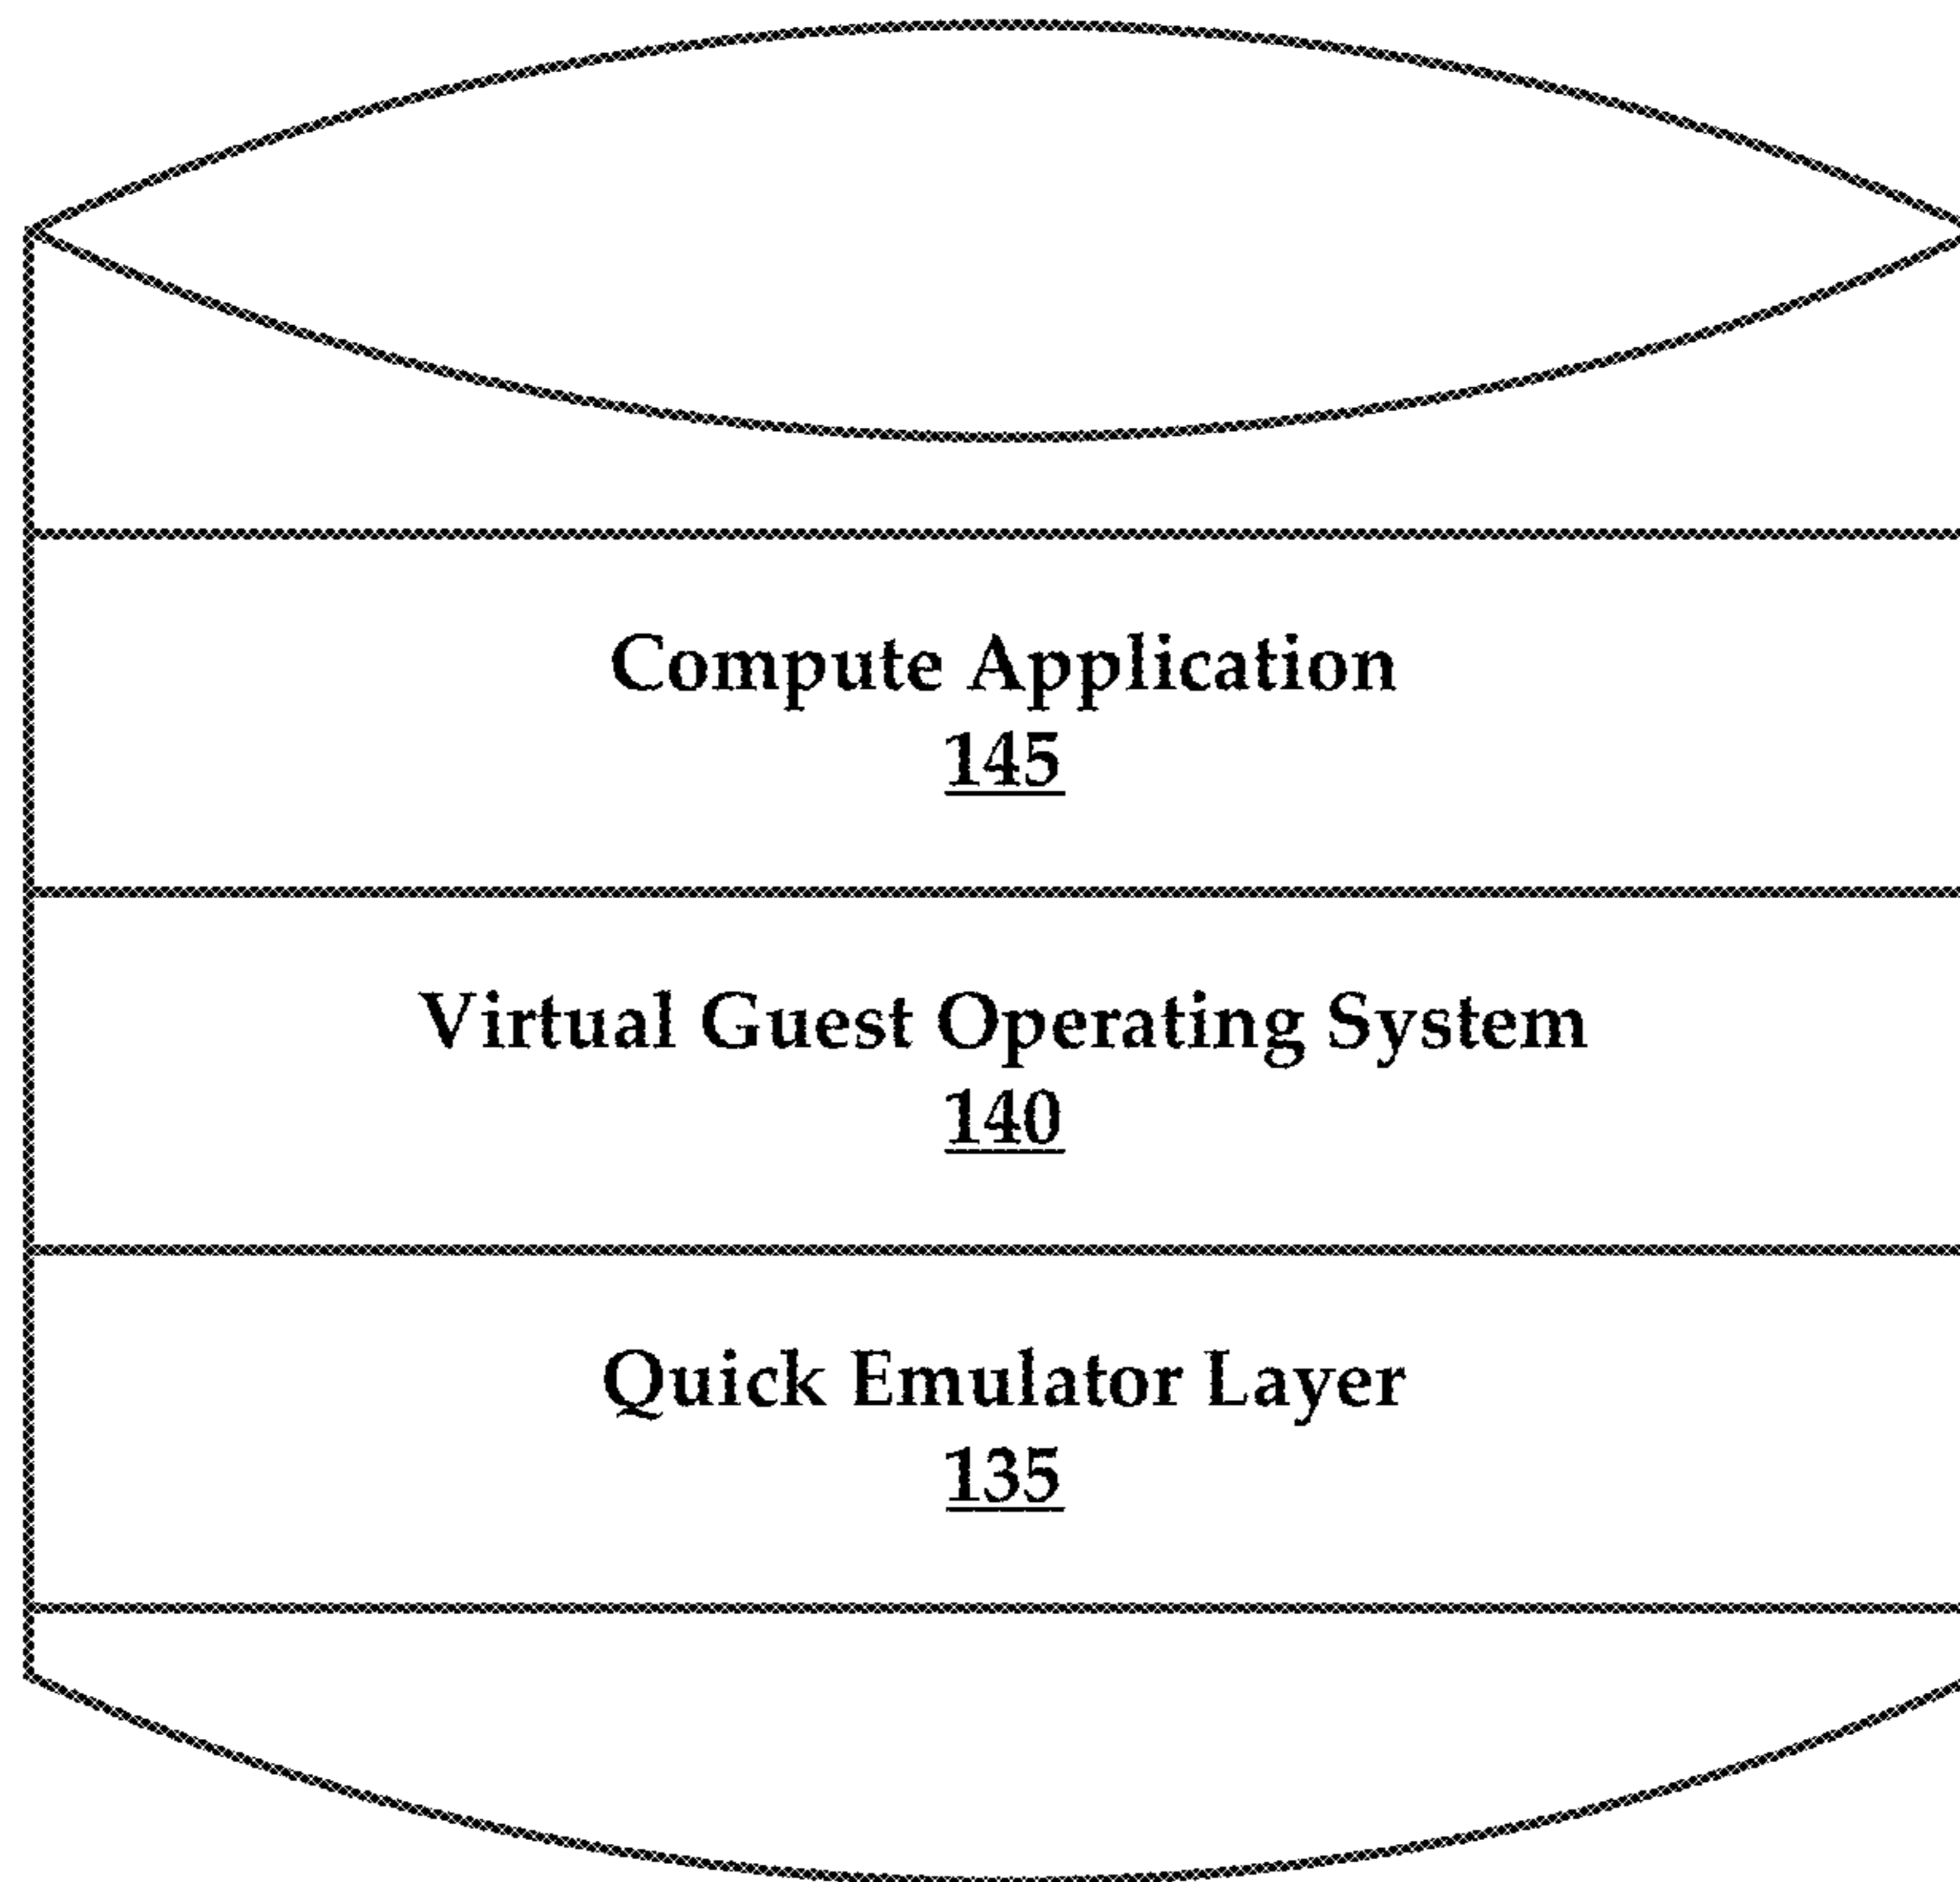 Compute Application
145
Virtual Guest Operating System
140
Quick Emulator Layer
135